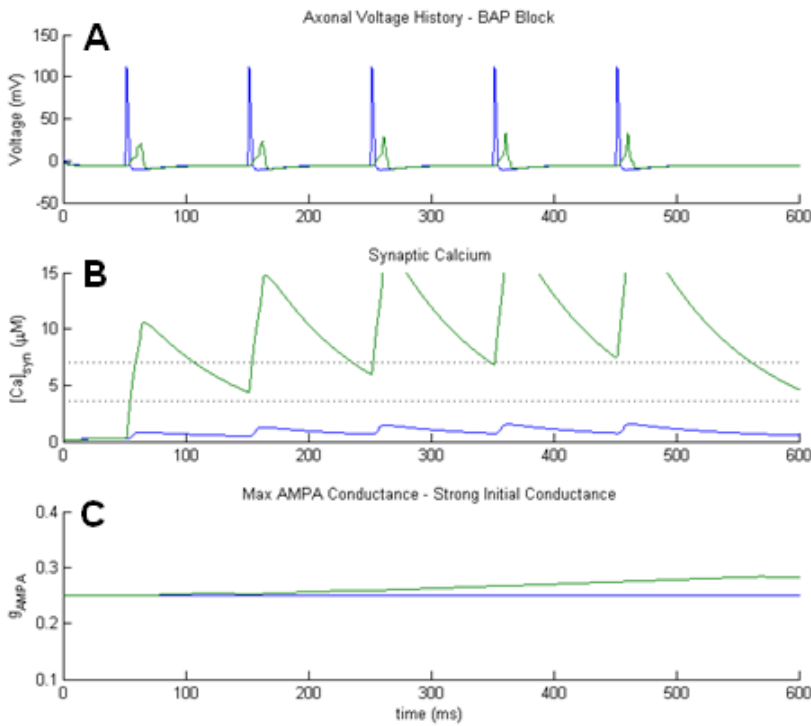 A
Axonal Voltage History - BAP Block
150
100
50
0
-50
Voltage (mV)
0 100 200 300 400 500 600
B
Synaptic Calcium
15
10
5
0
[Ca]syn (μM)
0 100 200 300 400 500 600
C
Max AMPA Conductance - Strong Initial Conductance
0.4
0.3
0.2
0.1
gAMPA
0 100 200 300 400 500 600
time (ms)